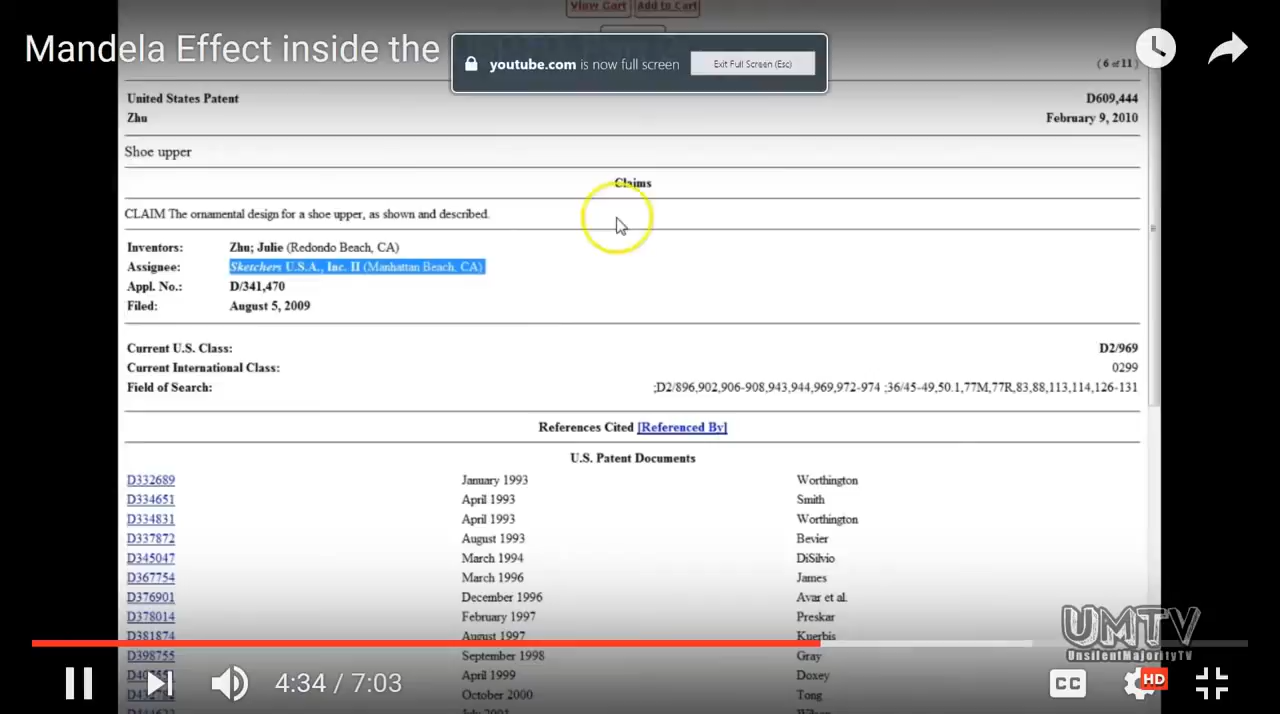 View Cart Add to Cart
Mandela Effect inside the
youtube.com is now full screen Exit Full Screen (Esc)
( 6 of 11 )
United States Patent D609,444
Zhu February 9, 2010
Shoe upper
Claims
CLAIM The ornamental design for a shoe upper, as shown and described.
Inventors: Zhu; Julie (Redondo Beach, CA)
Assignee: Sketchers U.S.A., Inc. II (Manhattan Beach, CA)
Appl. No.: D/341,470
Filed: August 5, 2009
Current U.S. Class: D2/969
Current International Class: 0299
Field of Search: ;D2/896,902,906-908,943,944,969,972-974 ;36/45-49,50.1,77M,77R,83,88,113,114,126-131
References Cited [Referenced By]
U.S. Patent Documents
D332689 January 1993 Worthington
D334651 April 1993 Smith
D334831 April 1993 Worthington
D337872 August 1993 Bevier
D345047 March 1994 DiSilvio
D367754 March 1996 James
D376901 December 1996 Avar et al.
D378014 February 1997 Preskar
D381874 August 1997 Kuerbis
D398755 September 1998 Gray
April 1999 Doxey
October 2000 Tong
UMTV
UnsilentMajorityTV
4:34 / 7:03
CC
HD